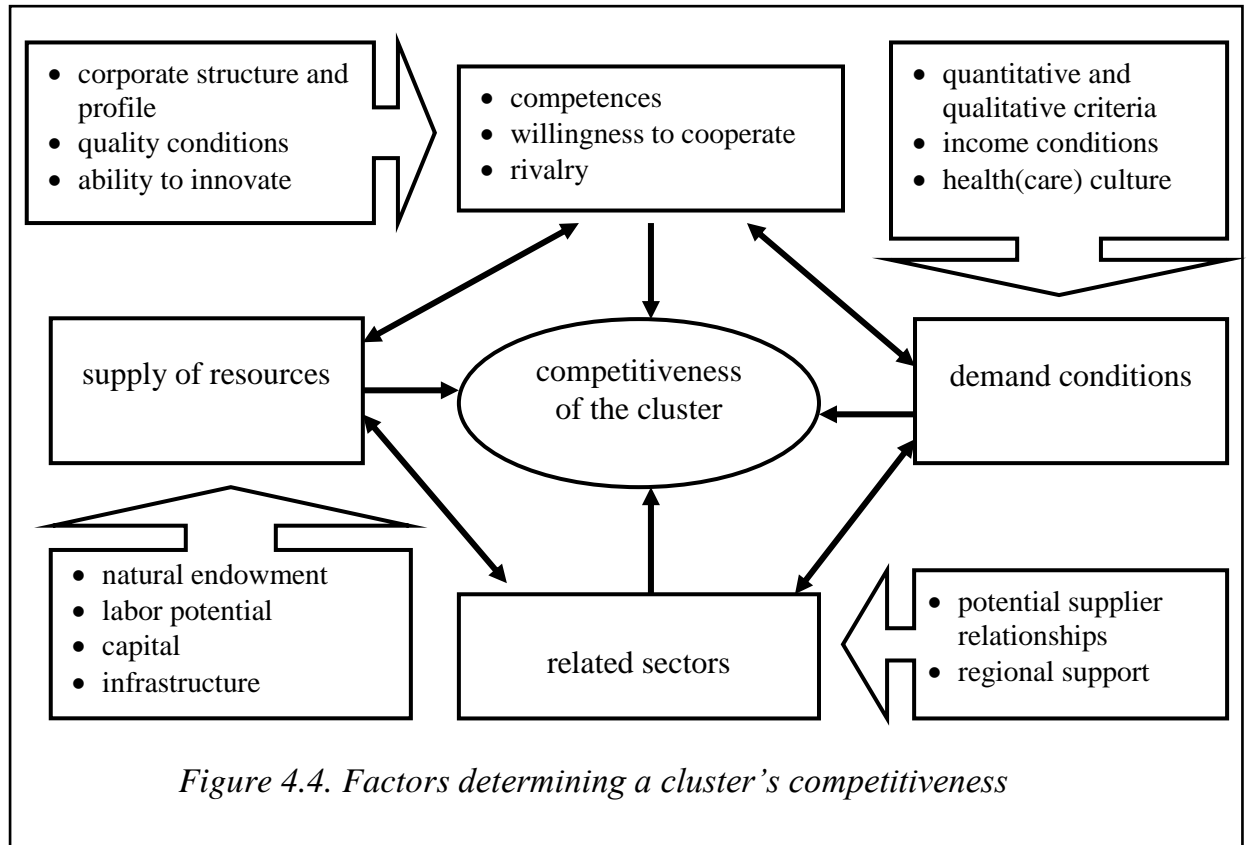 • corporate structure and
profile
• quality conditions
• ability to innovate
• competences
• willingness to cooperate
• rivalry
• quantitative and
qualitative criteria
• income conditions
• health(care) culture
supply of resources
competitiveness
of the cluster
demand conditions
• natural endowment
• labor potential
• capital
• infrastructure
related sectors
• potential supplier
relationships
• regional support
Figure 4.4. Factors determining a cluster’s competitiveness